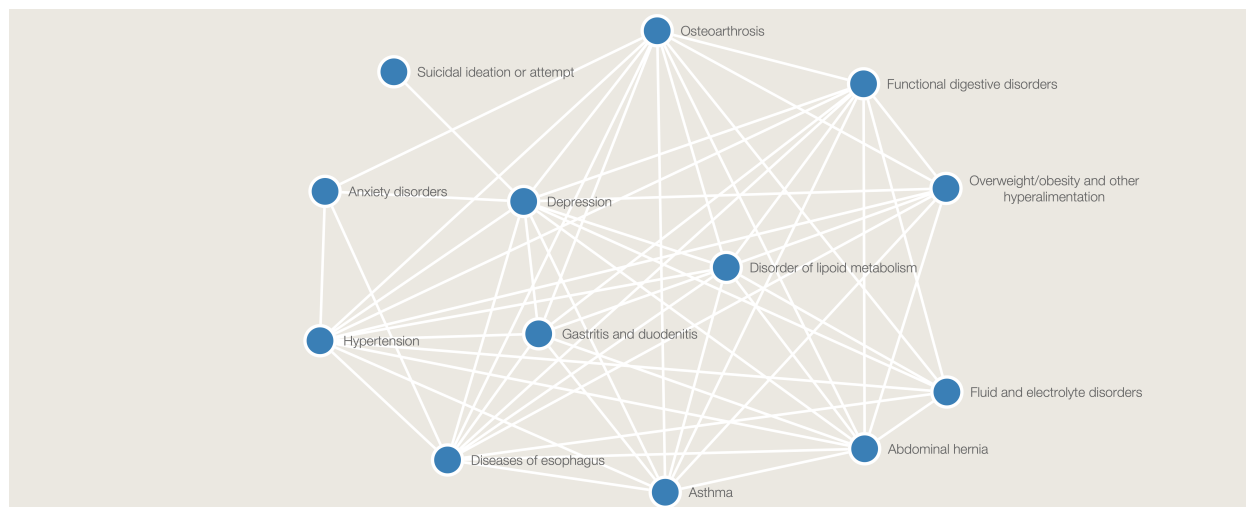 Osteoarthrosis
Suicidal ideation or attempt
Functional digestive disorders
Anxiety disorders
Depression
Overweight/obesity and other
hyperalimentation
Disorder of lipoid metabolism
Hypertension
Gastritis and duodenitis
Fluid and electrolyte disorders
Diseases of esophagus
Abdominal hernia
Asthma